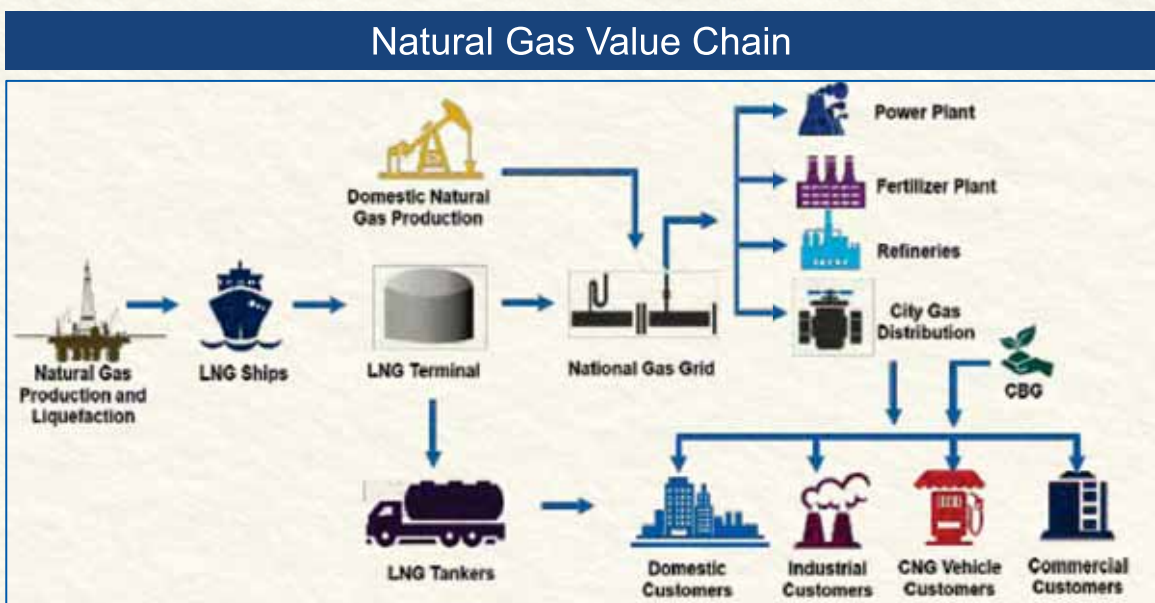 Natural Gas Value Chain
Power Plant
Domestic Natural
Gas Production
Fertilizer Plant
Refineries
City Gas
Distribution
Natural Gas
Production and
Liquefaction
LNG Ships
LNG Terminal
National Gas Grid
CBG
LNG Tankers
Domestic
Customers
Industrial
Customers
CNG Vehicle
Customers
Commercial
Customers